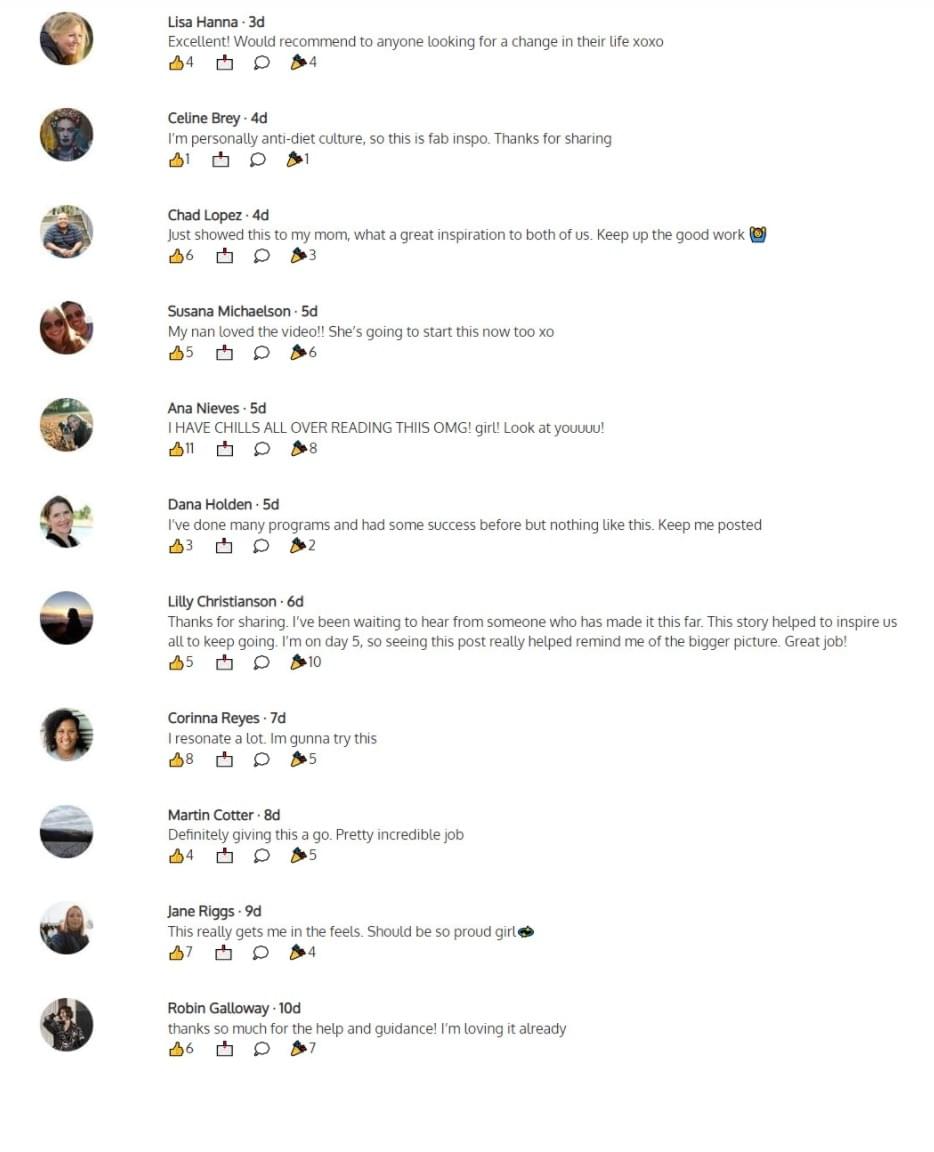 Lisa Hanna · 3d
Excellent! Would recommend to anyone looking for a change in their life xoxo
4 4
Celine Brey · 4d
I'm personally anti-diet culture, so this is fab inspo. Thanks for sharing
1 1
Chad Lopez · 4d
Just showed this to my mom, what a great inspiration to both of us. Keep up the good work
6 3
Susana Michaelson · 5d
My nan loved the video!! She's going to start this now too xo
5 6
Ana Nieves · 5d
I HAVE CHILLS ALL OVER READING THIIS OMG! girl! Look at youuuu!
11 8
Dana Holden · 5d
I've done many programs and had some success before but nothing like this. Keep me posted
3 2
Lilly Christianson · 6d
Thanks for sharing. I've been waiting to hear from someone who has made it this far. This story helped to inspire us
all to keep going. I'm on day 5, so seeing this post really helped remind me of the bigger picture. Great job!
5 10
Corinna Reyes · 7d
I resonate a lot. Im gunna try this
8 5
Martin Cotter · 8d
Definitely giving this a go. Pretty incredible job
4 5
Jane Riggs · 9d
This really gets me in the feels. Should be so proud girl
7 4
Robin Galloway · 10d
thanks so much for the help and guidance! I'm loving it already
6 7